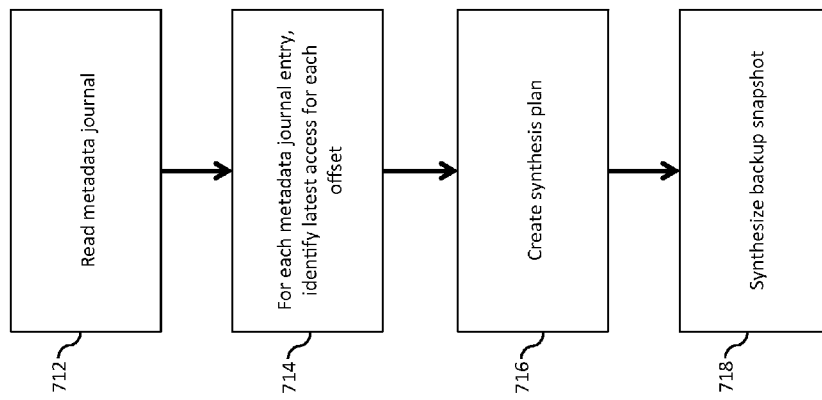 712
Read metadata journal
714
For each metadata journal entry,
identify latest access for each
offset
716
Create synthesis plan
718
Synthesize backup snapshot